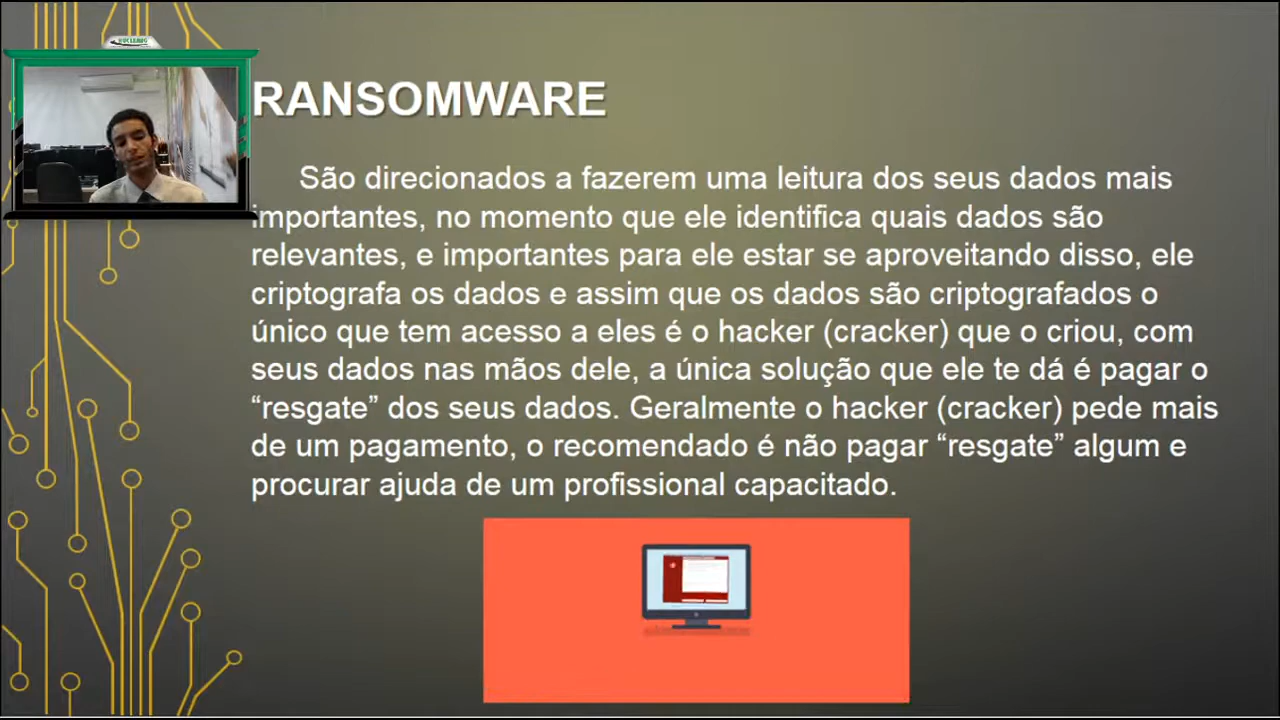 RANSOMWARE
São direcionados a fazerem uma leitura dos seus dados mais
importantes, no momento que ele identifica quais dados são
relevantes, e importantes para ele estar se aproveitando disso, ele
criptografa os dados e assim que os dados são criptografados o
único que tem acesso a eles é o hacker (cracker) que o criou, com
seus dados nas mãos dele, a única solução que ele te dá é pagar o
“resgate” dos seus dados. Geralmente o hacker (cracker) pede mais
de um pagamento, o recomendado é não pagar “resgate” algum e
procurar ajuda de um profissional capacitado.